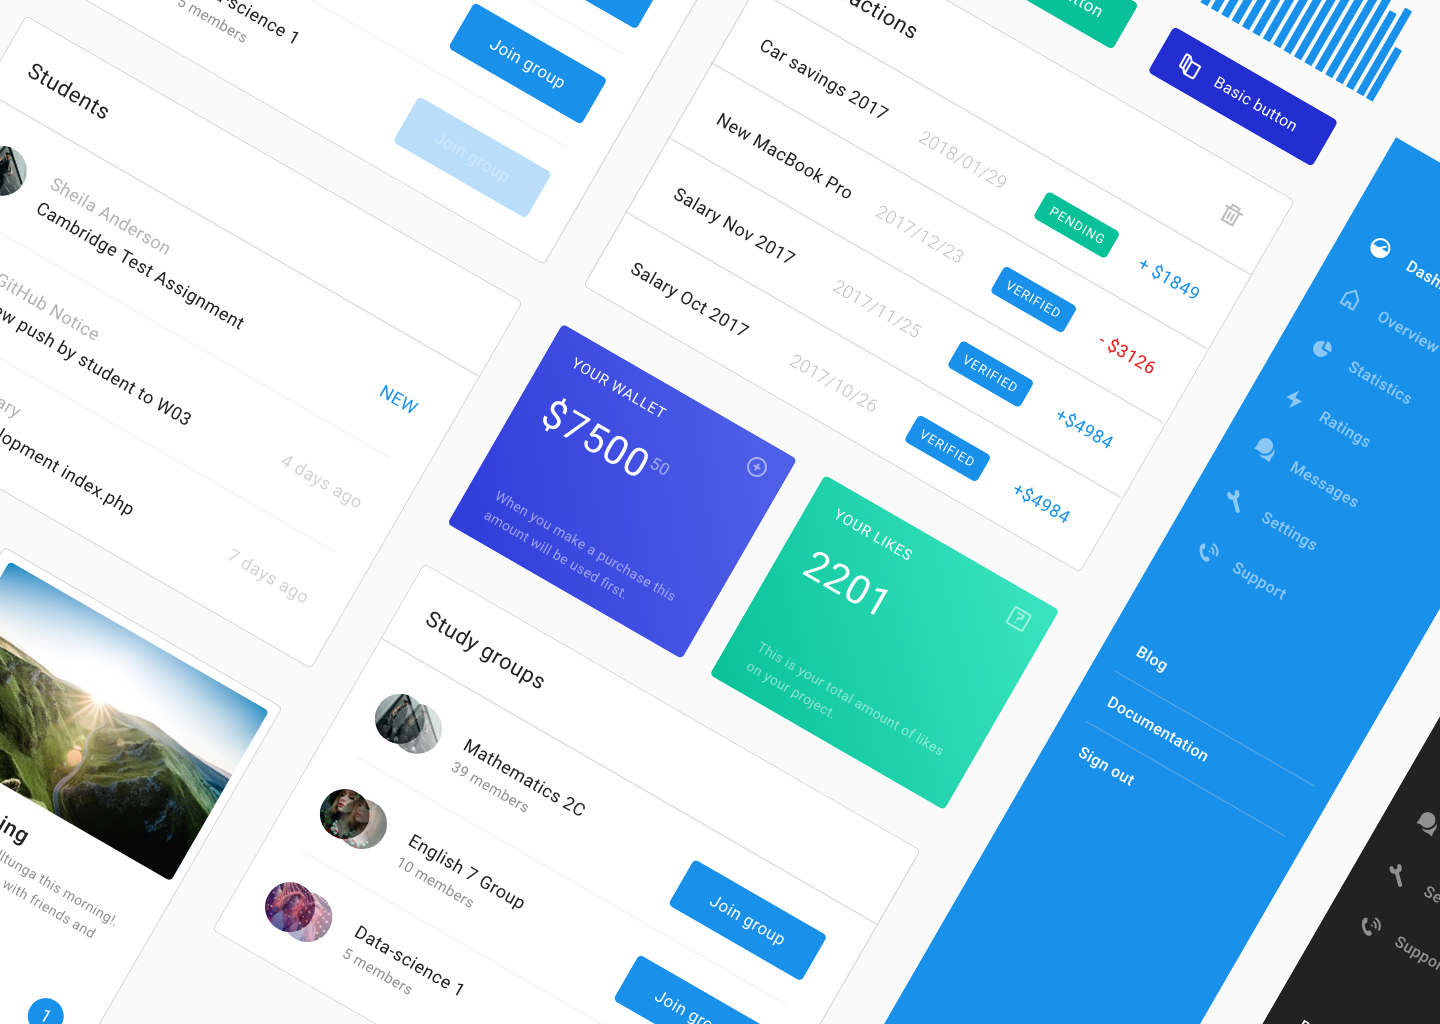 -science 1
5 members
Join group
Join group
Students
Sheila Anderson
Cambridge Test Assignment
GitHub Notice
ew push by student to W03
NEW
ary
lopment index.php
4 days ago
7 days ago
ing
lltunga this morning!.
with friends and
1
actions
Car savings 2017
2018/01/29
PENDING
+ $1849
New MacBook Pro
2017/12/23
VERIFIED
- $3126
Salary Nov 2017
2017/11/25
VERIFIED
+$4984
Salary Oct 2017
2017/10/26
VERIFIED
+$4984
tton
Basic button
YOUR WALLET
$7500 50
When you make a purchase this
amount will be used first.
YOUR LIKES
2201
?
This is your total amount of likes
on your project.
Study groups
Mathematics 2C
39 members
Join group
English 7 Group
10 members
Join gro
Data-science 1
5 members
Dash
Overview
Statistics
Ratings
Messages
Settings
Support
Blog
Documentation
Sign out
Se
Suppo